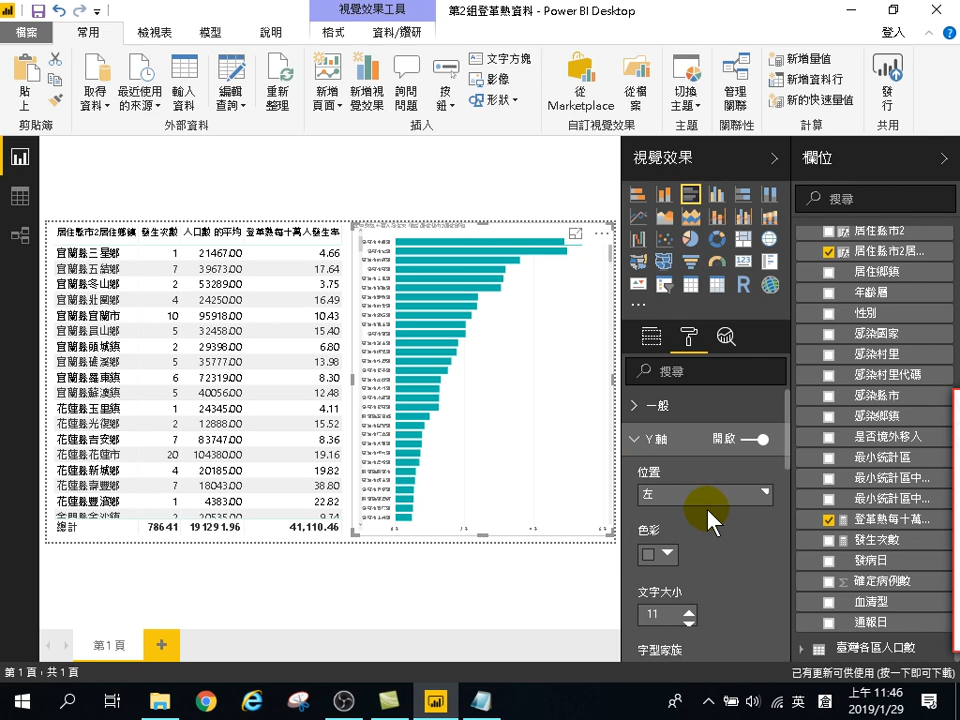 視覺效果工具
第2組登革熱資料 - Power BI Desktop
檔案
常用
檢視表
模型
說明
格式
資料/鑽研
登入
貼上
剪貼簿
取得資料
最近使用的來源
輸入資料
編輯查詢
重新整理
外部資料
新增頁面
新增視覺效果
詢問問題
按鈕
文字方塊
影像
形狀
插入
從 Marketplace
從檔案
自訂視覺效果
切換主題
主題
管理關聯
關聯性
新增量值
新增資料行
新的快速量值
計算
發行
共用
居住縣市2居住鄉鎮 發生次數 人口數 的平均 登革熱每十萬人發生率
宜蘭縣三星鄉 1 21467.00 4.66
宜蘭縣五結鄉 7 39673.00 17.64
宜蘭縣冬山鄉 2 53289.00 3.75
宜蘭縣壯圍鄉 4 24250.00 16.49
宜蘭縣宜蘭市 10 95918.00 10.43
宜蘭縣員山鄉 5 32458.00 15.40
宜蘭縣頭城鎮 2 29398.00 6.80
宜蘭縣礁溪鄉 5 35777.00 13.98
宜蘭縣羅東鎮 6 72319.00 8.30
宜蘭縣蘇澳鎮 5 40056.00 12.48
花蓮縣玉里鎮 1 24345.00 4.11
花蓮縣光復鄉 2 12888.00 15.52
花蓮縣吉安鄉 7 83747.00 8.36
花蓮縣花蓮市 20 104380.00 19.16
花蓮縣新城鄉 4 20185.00 19.82
花蓮縣壽豐鄉 7 18043.00 38.80
花蓮縣豐濱鄉 1 4383.00 22.82
金門縣金沙鎮 2 20535.00 9.74
總計 78641 191291.96 41,110.46
視覺效果
搜尋
一般
Y 軸
開啟
位置
左
色彩
文字大小
11
字型家族
欄位
搜尋
居住縣市2
居住縣市2居...
居住鄉鎮
年齡層
性別
感染國家
感染村里
感染村里代碼
感染縣市
感染鄉鎮
是否境外移入
最小統計區
最小統計區中...
最小統計區中...
登革熱每十萬...
發生次數
發病日
確定病例數
血清型
通報日
臺灣各區人口數
第1頁
第 1 頁，共 1 頁
已有更新可供使用 (按一下即可下載)
英
上午 11:46
2019/1/29